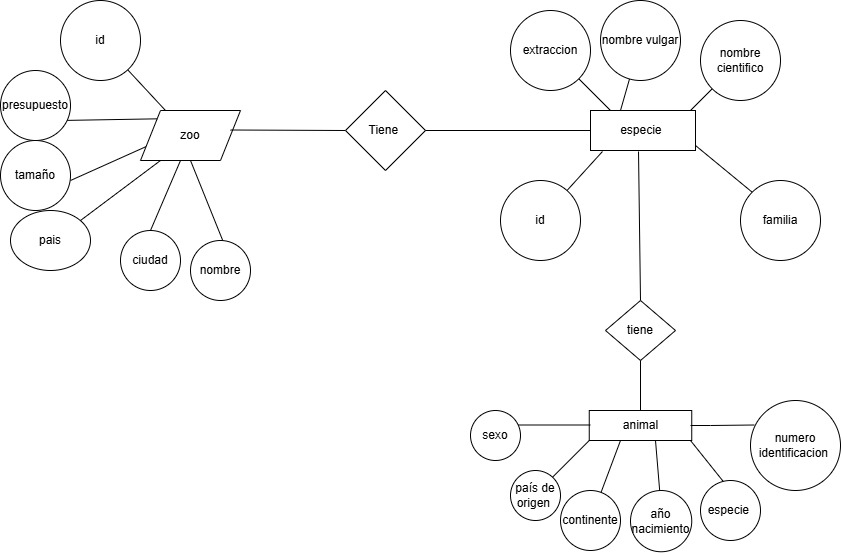 id
extraccion
nombre vulgar
nombre
cientifico
presupuesto
zoo
Tiene
especie
tamaño
pais
ciudad
nombre
id
familia
tiene
animal
sexo
numero
identificacion
país de
origen
continente
año
nacimiento
especie